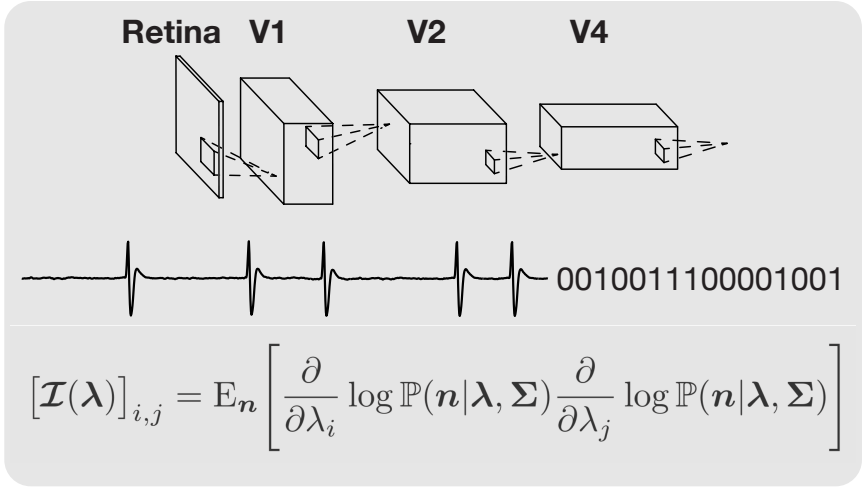 Retina V1 V2 V4
0010011100001001
[𝓘(𝝀)]_{i,j} = E_𝒏 [ ∂/∂λ_i log ℙ(𝒏|𝝀, 𝚺) ∂/∂λ_j log ℙ(𝒏|𝝀, 𝚺) ]